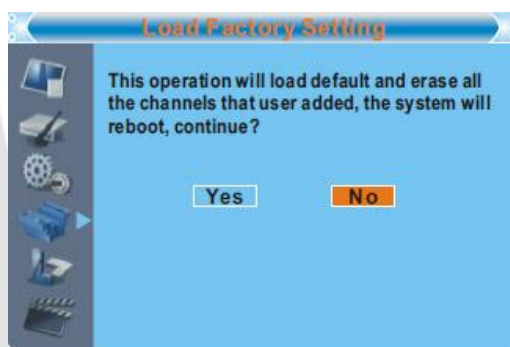 Load Factory Setting
This operation will load default and erase all
the channels that user added, the system will
reboot, continue?
Yes No